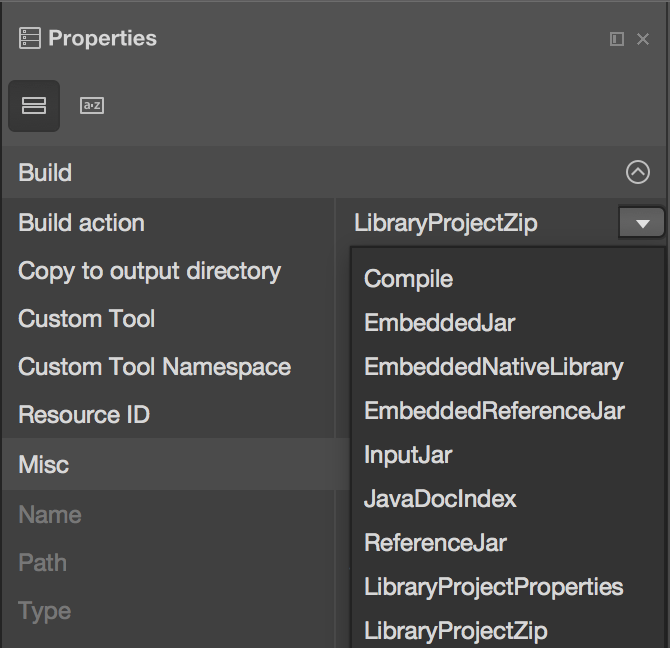 Properties
a-z
Build
Build action LibraryProjectZip
Copy to output directory
Compile
Custom Tool
EmbeddedJar
Custom Tool Namespace
EmbeddedNativeLibrary
Resource ID
EmbeddedReferenceJar
Misc
InputJar
Name
JavaDocIndex
Path
ReferenceJar
Type
LibraryProjectProperties
LibraryProjectZip